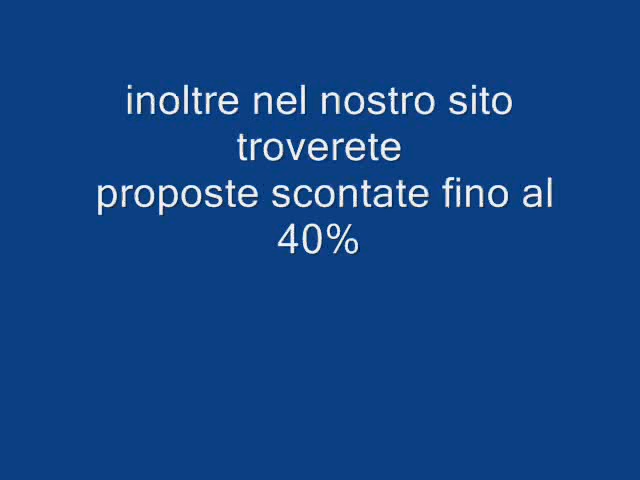 inoltre nel nostro sito
troverete
proposte scontate fino al
40%